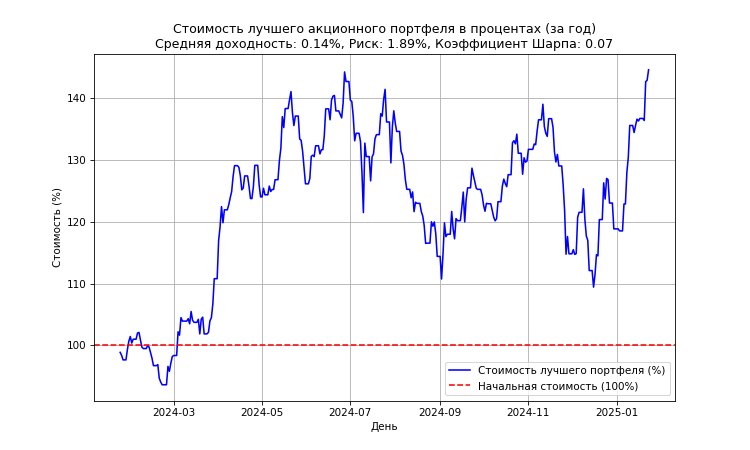 Стоимость лучшего акционного портфеля в процентах (за год)
Средняя доходность: 0.14%, Риск: 1.89%, Коэффициент Шарпа: 0.07
Стоимость (%)
140
130
120
110
100
Стоимость лучшего портфеля (%)
Начальная стоимость (100%)
2024-03
2024-05
2024-07
2024-09
2024-11
2025-01
День